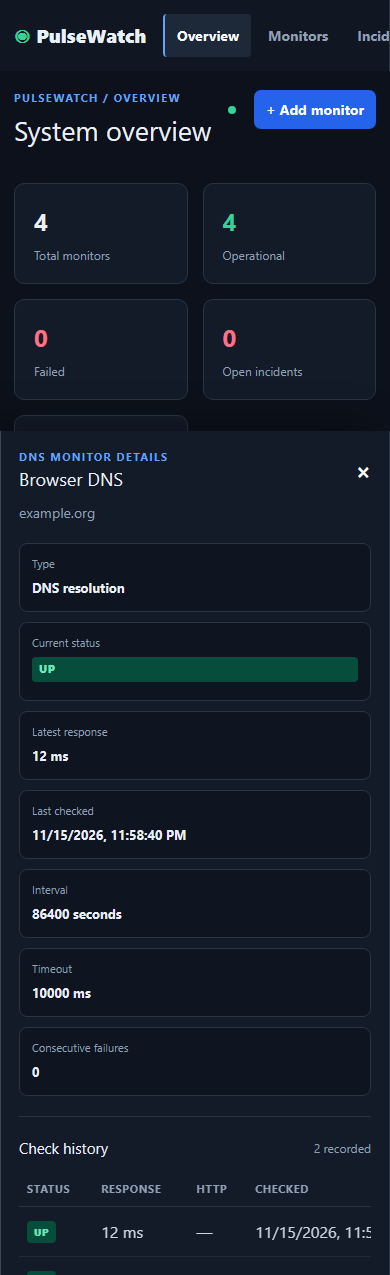 PulseWatch Overview Monitors Incid
PULSEWATCH / OVERVIEW
System overview
+ Add monitor
4
Total monitors
4
Operational
0
Failed
0
Open incidents
DNS MONITOR DETAILS
Browser DNS
×
example.org
Type
DNS resolution
Current status
UP
Latest response
12 ms
Last checked
11/15/2026, 11:58:40 PM
Interval
86400 seconds
Timeout
10000 ms
Consecutive failures
0
Check history 2 recorded
STATUS RESPONSE HTTP CHECKED
UP 12 ms — 11/15/2026, 11:5